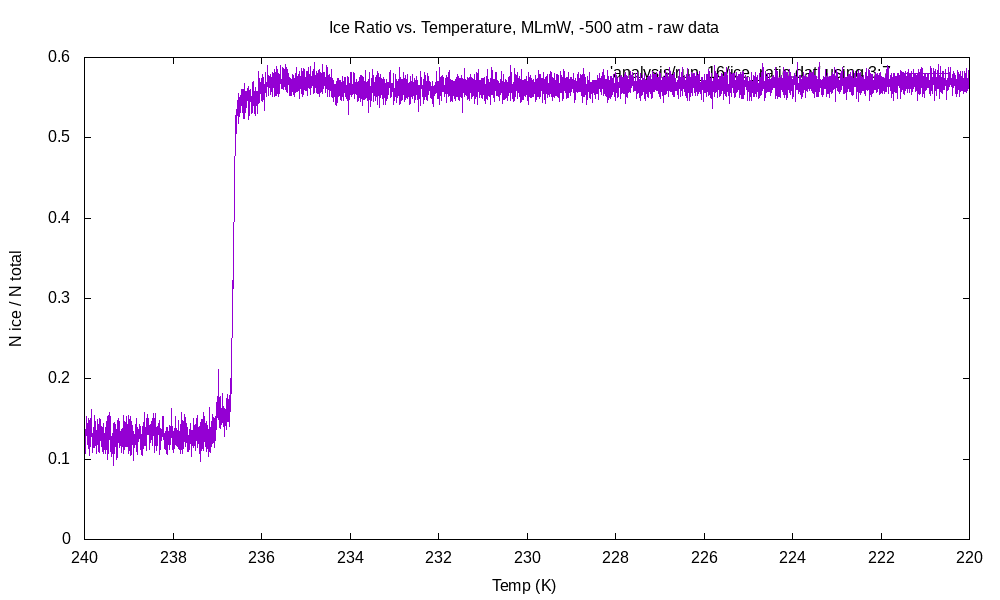 Ice Ratio vs. Temperature, MLmW, -500 atm - raw data
0.6
'analysis/run_16/ice_ratio.dat' using 3:7
0.5
0.4
N ice / N total
0.3
0.2
0.1
0
240 238 236 234 232 230 228 226 224 222 220
Temp (K)